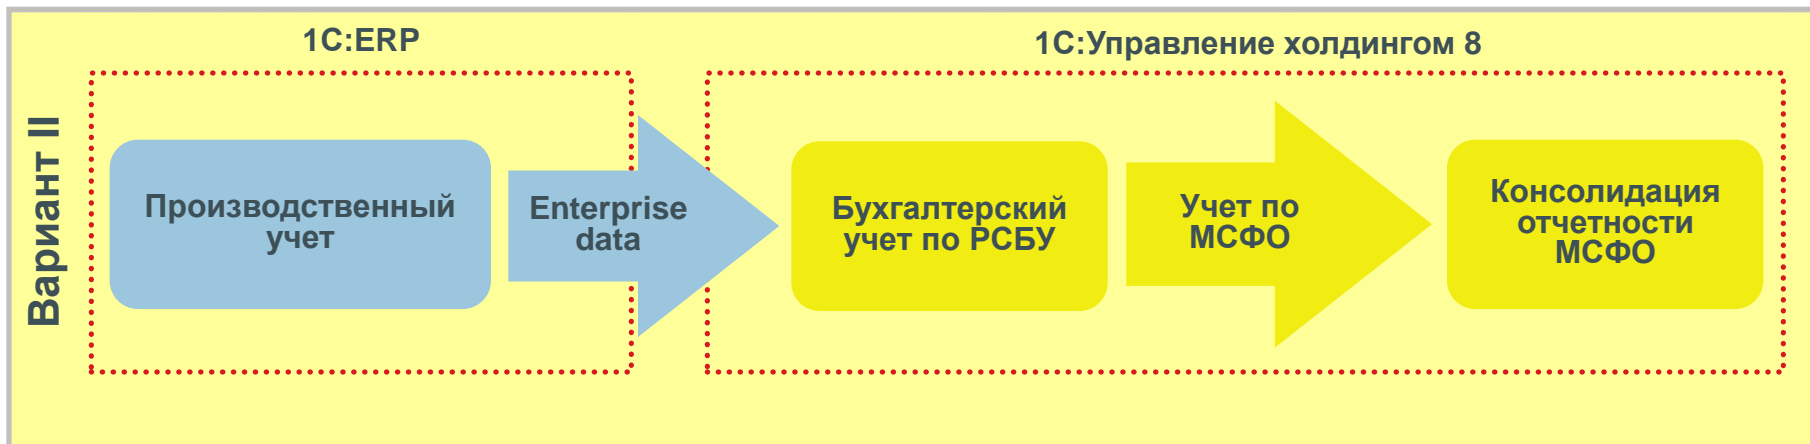 1С:ERP
1С:Управление холдингом 8
Вариант II
Производственный
учет
Enterprise
data
Бухгалтерский
учет по РСБУ
Учет по
МСФО
Консолидация
отчетности
МСФО